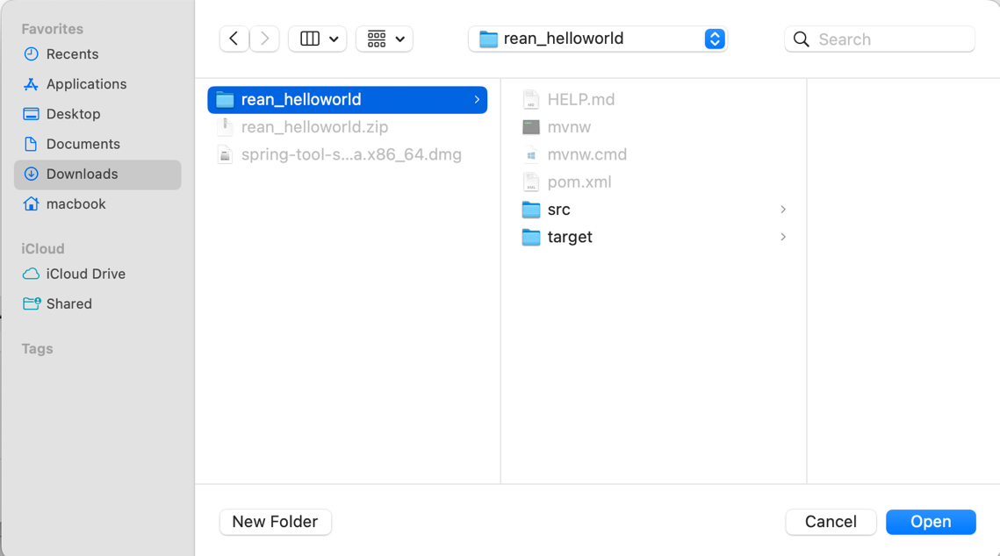 Favorites
Recents
Applications
Desktop
Documents
Downloads
macbook
iCloud
iCloud Drive
Shared
Tags
rean_helloworld
Search
rean_helloworld
rean_helloworld.zip
spring-tool-s...a.x86_64.dmg
HELP.md
mvnw
mvnw.cmd
pom.xml
src
target
New Folder
Cancel
Open